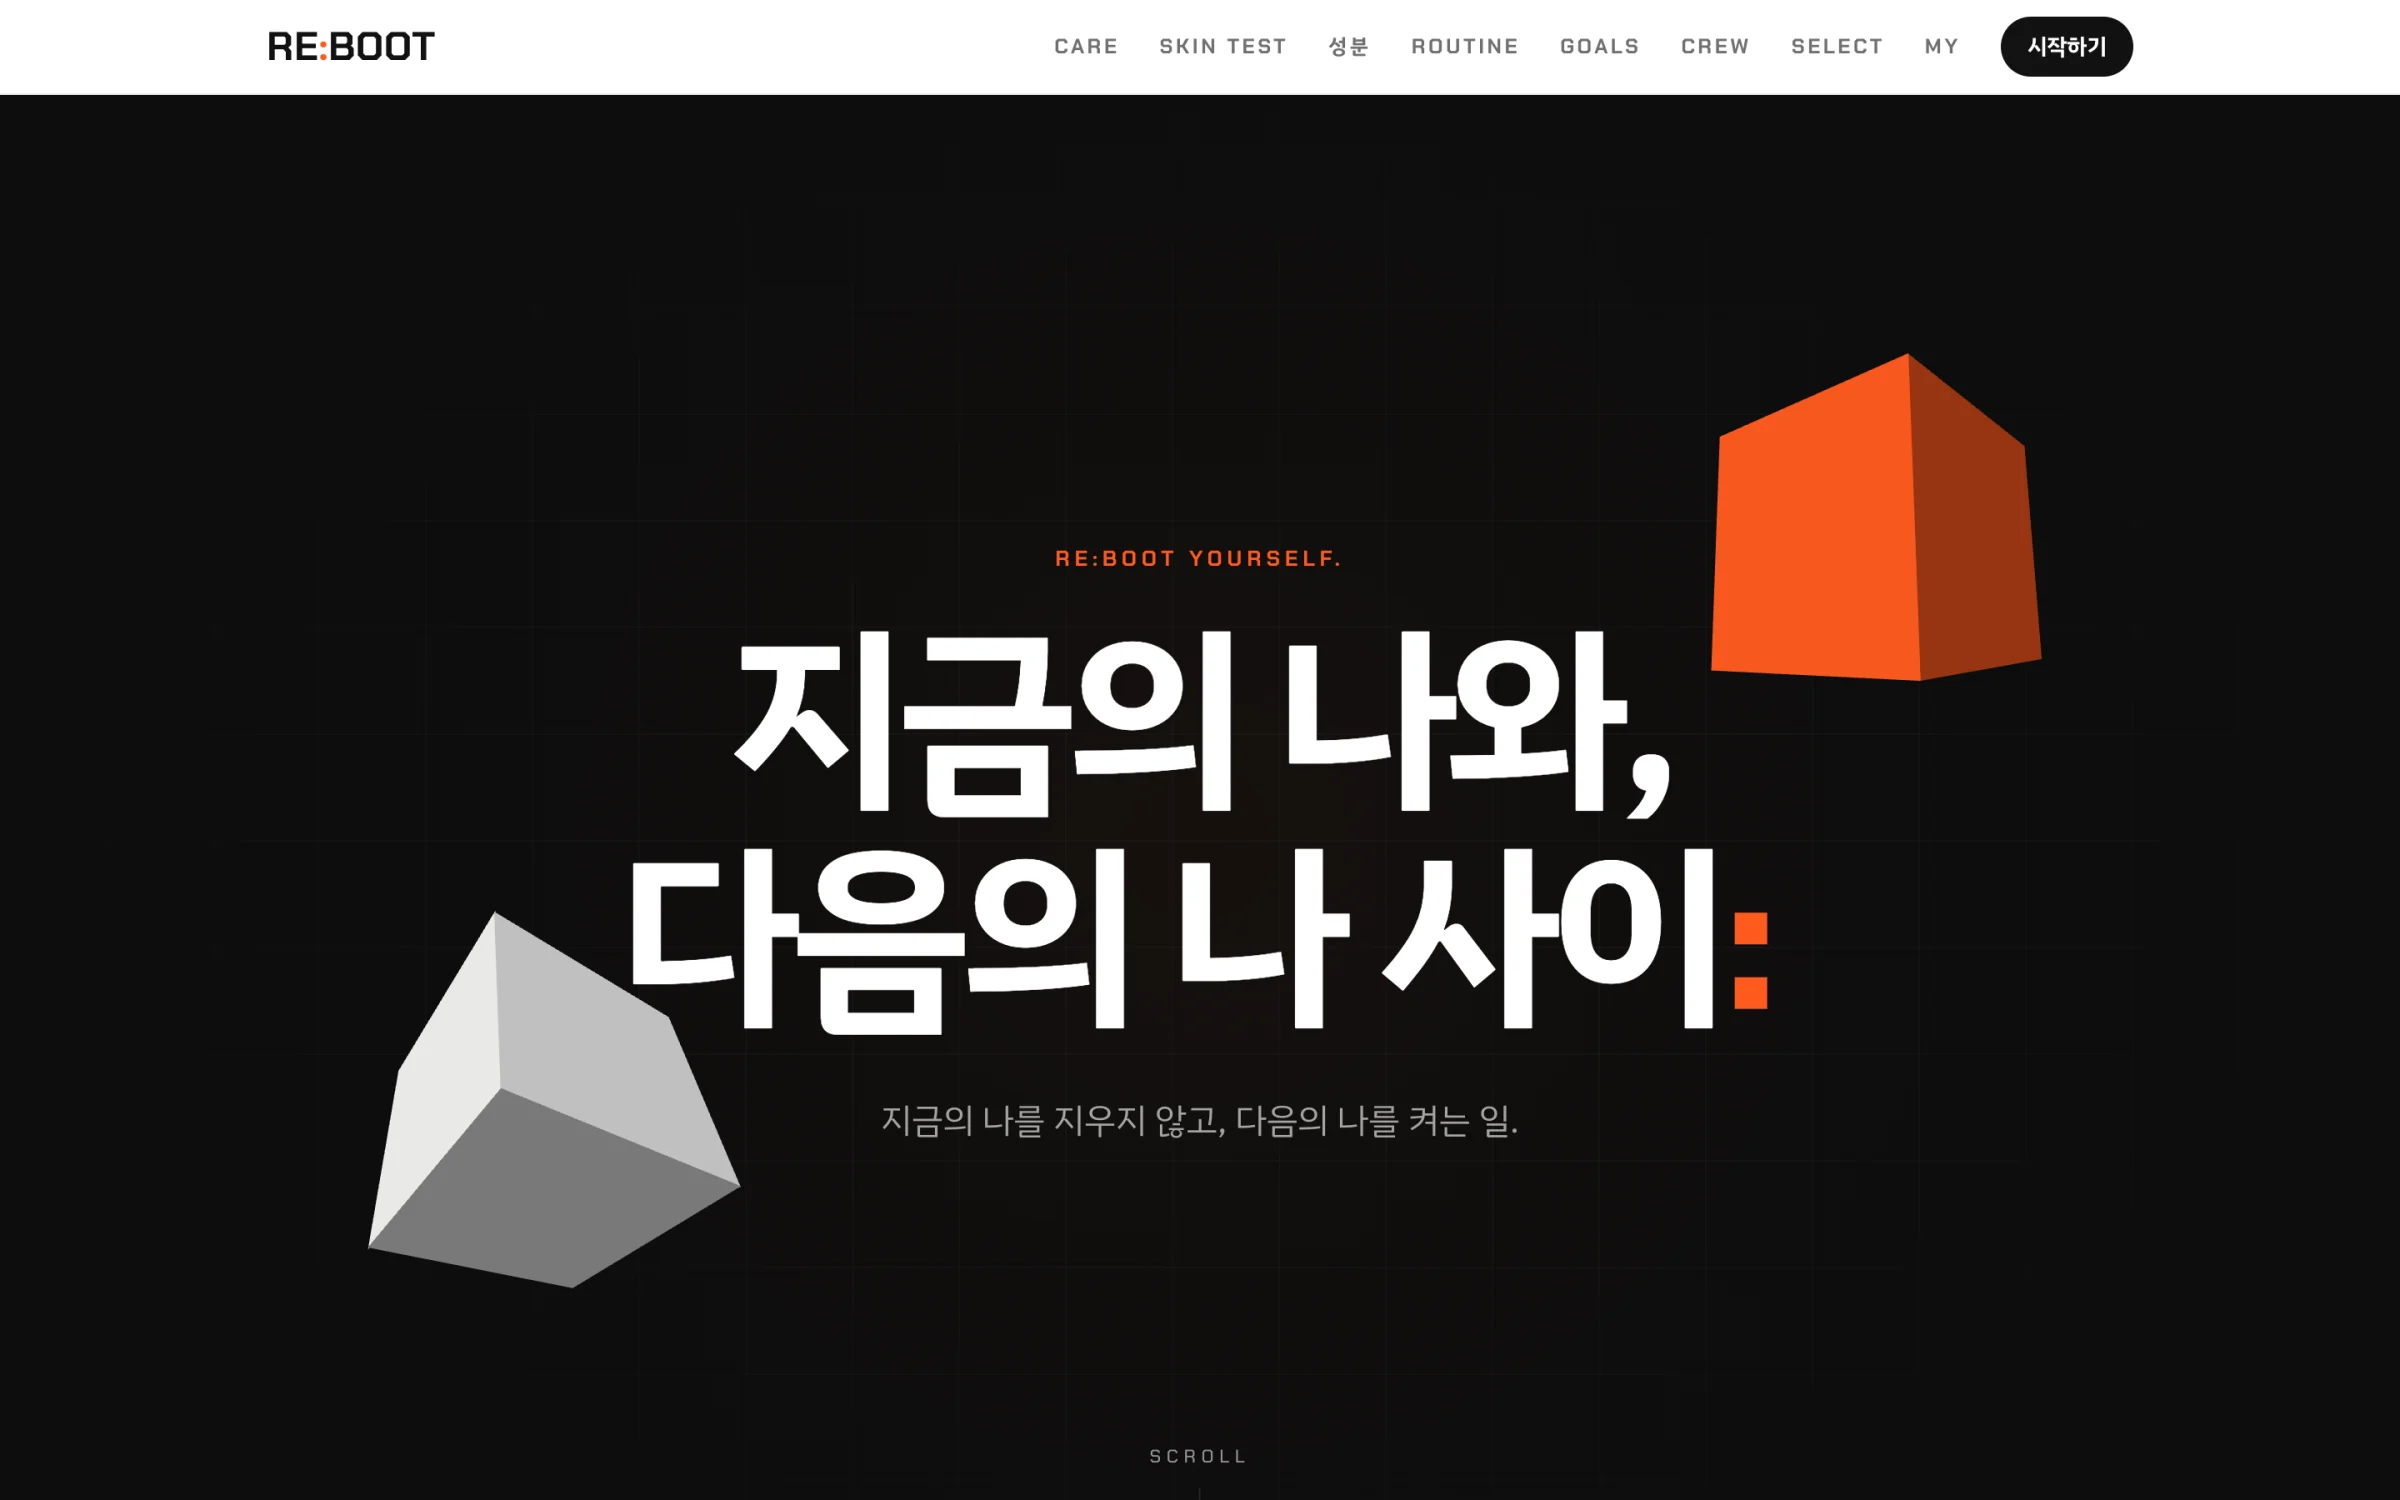 RE:BOOT
CARE SKIN TEST 성분 ROUTINE GOALS CREW SELECT MY 시작하기
RE:BOOT YOURSELF.
지금의 나와,
다음의 나 사이:
지금의 나를 지우지 않고, 다음의 나를 켜는 일.
SCROLL